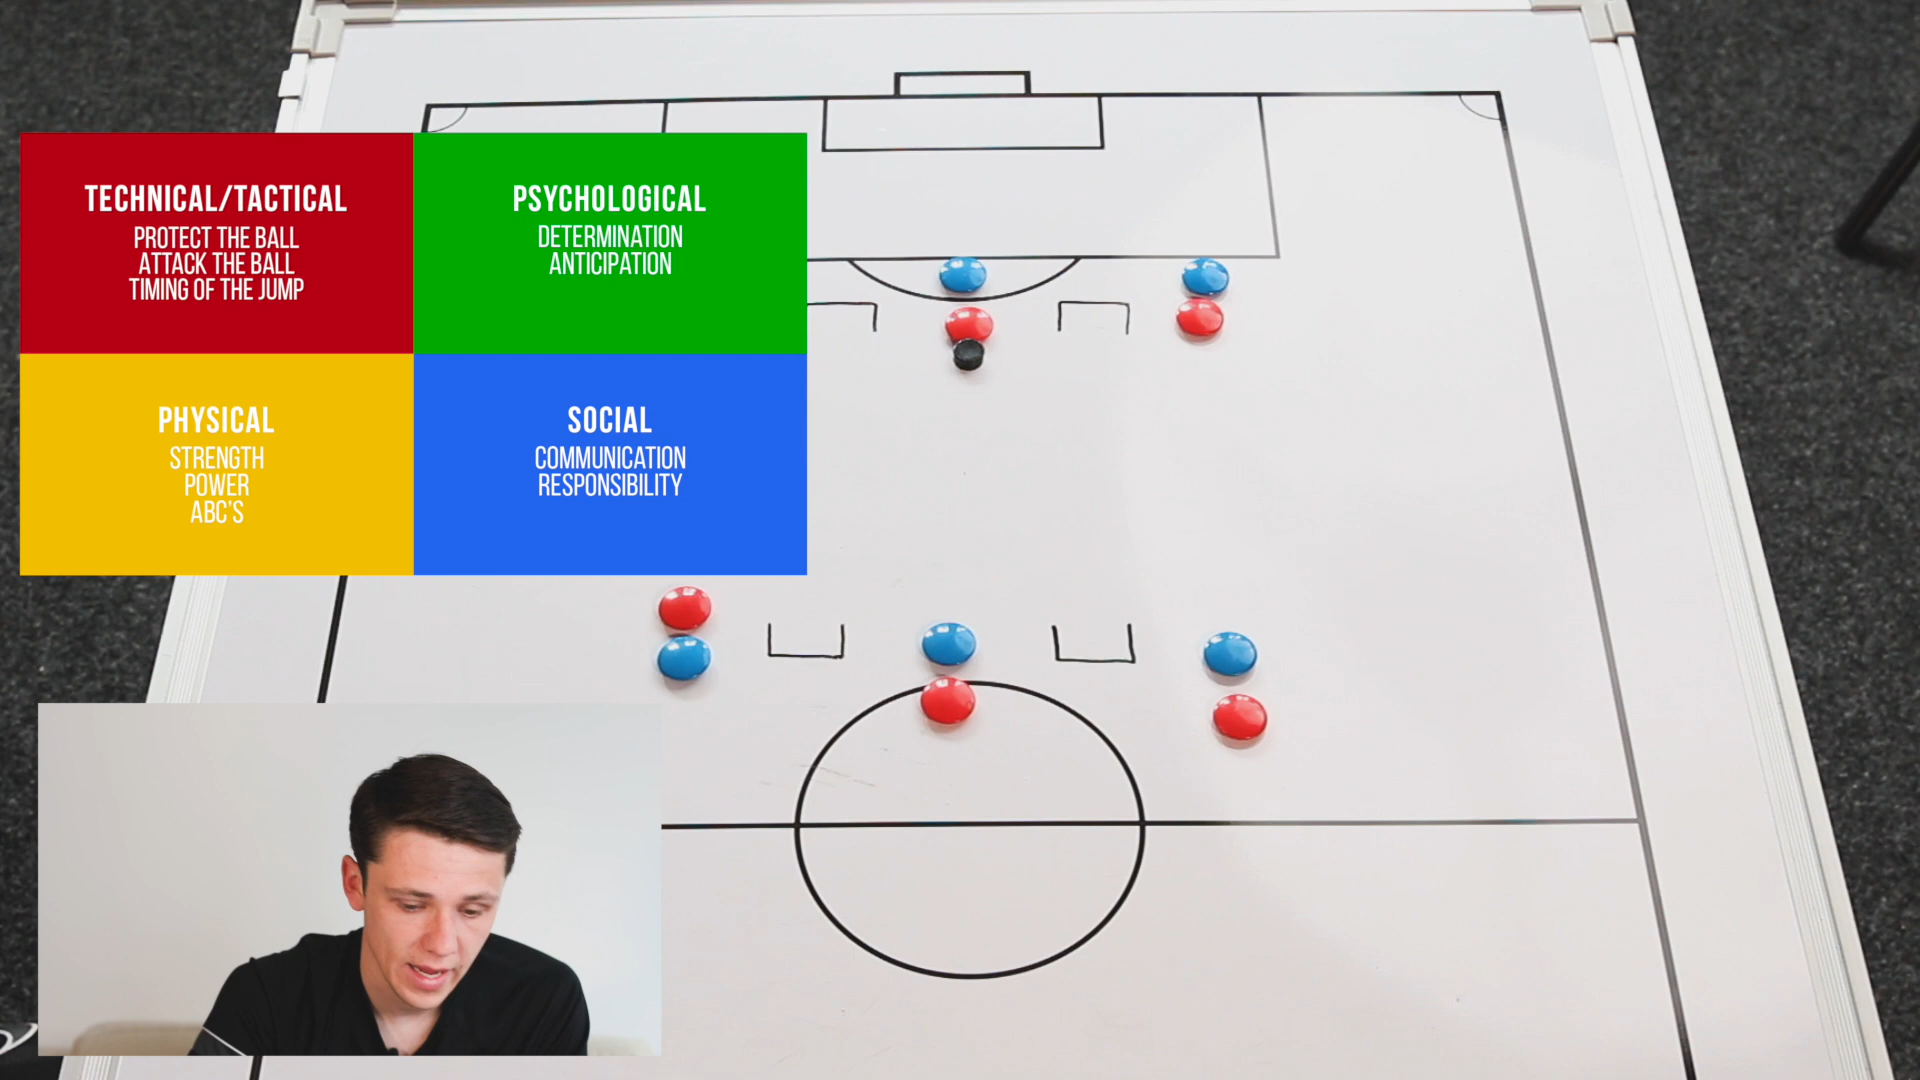 TECHNICAL/TACTICAL
PROTECT THE BALL
ATTACK THE BALL
TIMING OF THE JUMP
PSYCHOLOGICAL
DETERMINATION
ANTICIPATION
PHYSICAL
STRENGTH
POWER
ABC'S
SOCIAL
COMMUNICATION
RESPONSIBILITY